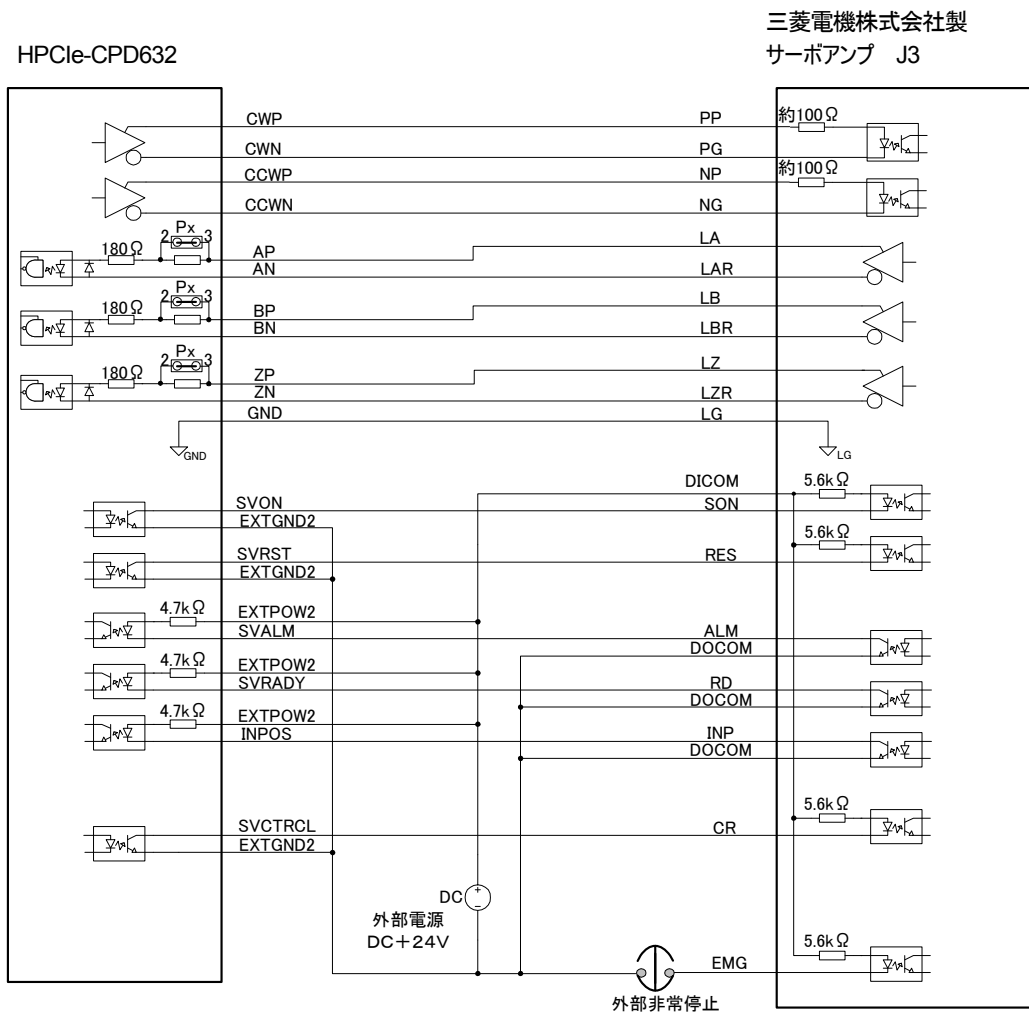 三菱電機株式会社製
HPCIe-CPD632
サーボアンプ J3
CWP PP 約100Ω
CWN PG
CCWP NP 約100Ω
CCWN NG
2 Px 3
180Ω AP LA
AN LAR
2 Px 3
180Ω BP LB
BN LBR
2 Px 3
180Ω ZP LZ
ZN LZR
GND LG
GND LG
DICOM 5.6kΩ
SVON SON
EXTGND2
5.6kΩ
SVRST RES
EXTGND2
4.7kΩ EXTPOW2
SVALM ALM
DOCOM
4.7kΩ EXTPOW2
SVRADY RD
DOCOM
4.7kΩ EXTPOW2
INPOS INP
DOCOM
5.6kΩ
SVCTRCL CR
EXTGND2
DC + −
外部電源
DC+24V
5.6kΩ
EMG
外部非常停止